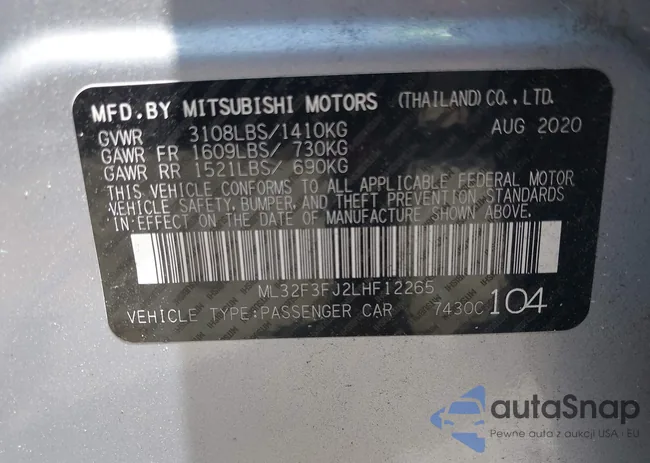 MFD.BY MITSUBISHI MOTORS (THAILAND) CO., LTD.
GVWR 3108LBS/1410KG AUG 2020
GAWR FR 1609LBS/ 730KG
GAWR RR 1521LBS/ 690KG
THIS VEHICLE CONFORMS TO ALL APPLICABLE FEDERAL MOTOR
VEHICLE SAFETY, BUMPER, AND THEFT PREVENTION STANDARDS
IN EFFECT ON THE DATE OF MANUFACTURE SHOWN ABOVE.
ML32F3FJ2LHF12265
VEHICLE TYPE:PASSENGER CAR 7430C 104
autaSnap
Pewne auta z aukcji USA · EU